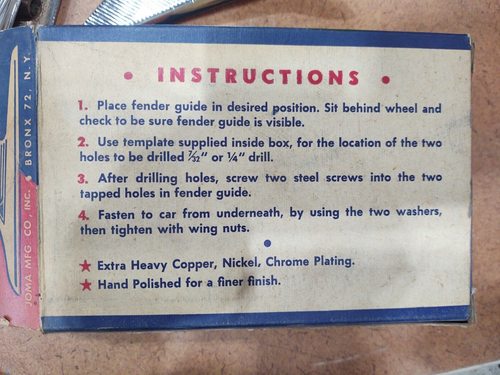 • INSTRUCTIONS •
1. Place fender guide in desired position. Sit behind wheel and
check to be sure fender guide is visible.
2. Use template supplied inside box, for the location of the two
holes to be drilled 7/32" or ¼" drill.
3. After drilling holes, screw two steel screws into the two
tapped holes in fender guide.
4. Fasten to car from underneath, by using the two washers,
then tighten with wing nuts.
•
★ Extra Heavy Copper, Nickel, Chrome Plating.
★ Hand Polished for a finer finish.
JOMA MFG. CO., INC. • BRONX 72, N.Y.